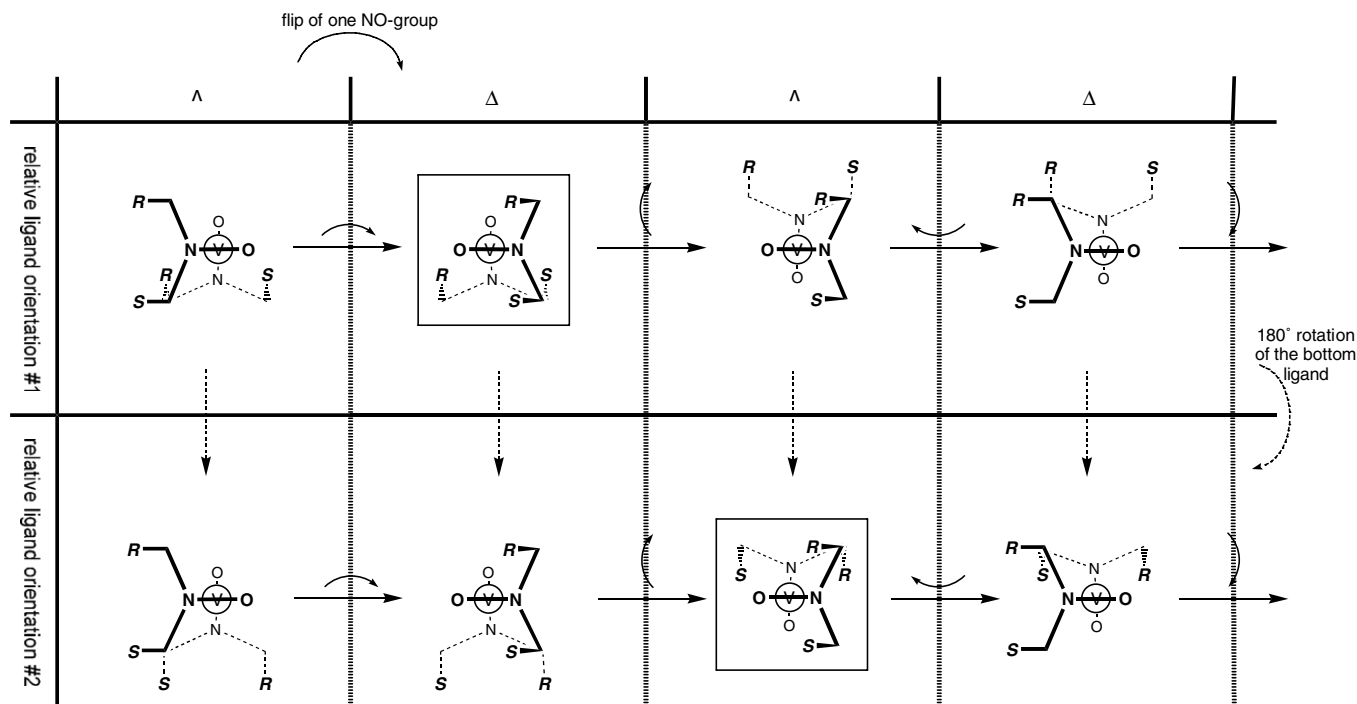 flip of one NO-group
Λ Δ Λ Δ
relative ligand orientation #1
R
O
N V O
R N S
S
R
O
O V N
R N S
S
R S
R
N
O V N
O
S
R S
R
N
N V O
O
S
180˚ rotation
of the bottom
ligand
relative ligand orientation #2
R
O
N V O
N
S
S R
R
O
O V N
N
S
S R
R
N
S R
O V N
O
S
R
N
S R
N V O
O
S